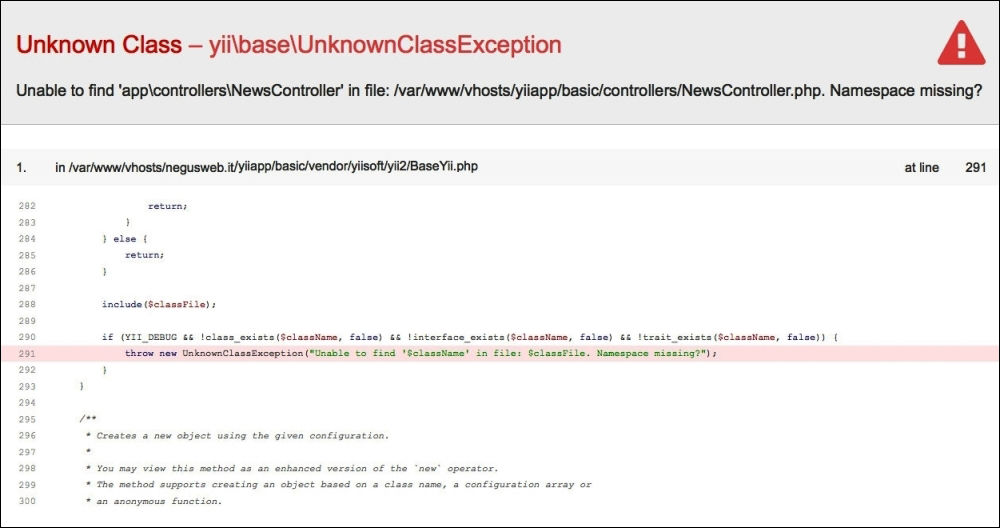 Unknown Class – yii\base\UnknownClassException
Unable to find 'app\controllers\NewsController' in file: /var/www/vhosts/yiiapp/basic/controllers/NewsController.php. Namespace missing?
1. in /var/www/vhosts/negusweb.it/yiiapp/basic/vendor/yiisoft/yii2/BaseYii.php at line 291
282 return;
283 }
284 } else {
285 return;
286 }
287
288 include($classFile);
289
290 if (YII_DEBUG && !class_exists($className, false) && !interface_exists($className, false) && !trait_exists($className, false)) {
291 throw new UnknownClassException("Unable to find '$className' in file: $classFile. Namespace missing?");
292 }
293 }
294
295 /**
296 * Creates a new object using the given configuration.
297 *
298 * You may view this method as an enhanced version of the `new` operator.
299 * The method supports creating an object based on a class name, a configuration array or
300 * an anonymous function.